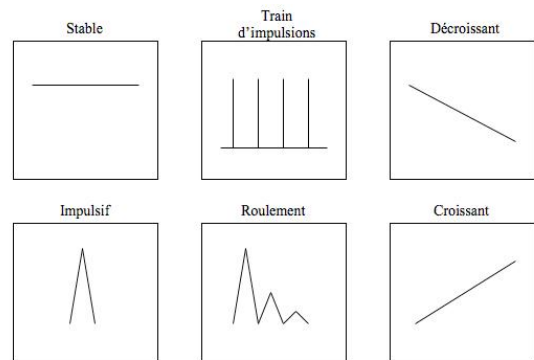 Stable
Train
d’impulsions
Décroissant
Impulsif
Roulement
Croissant